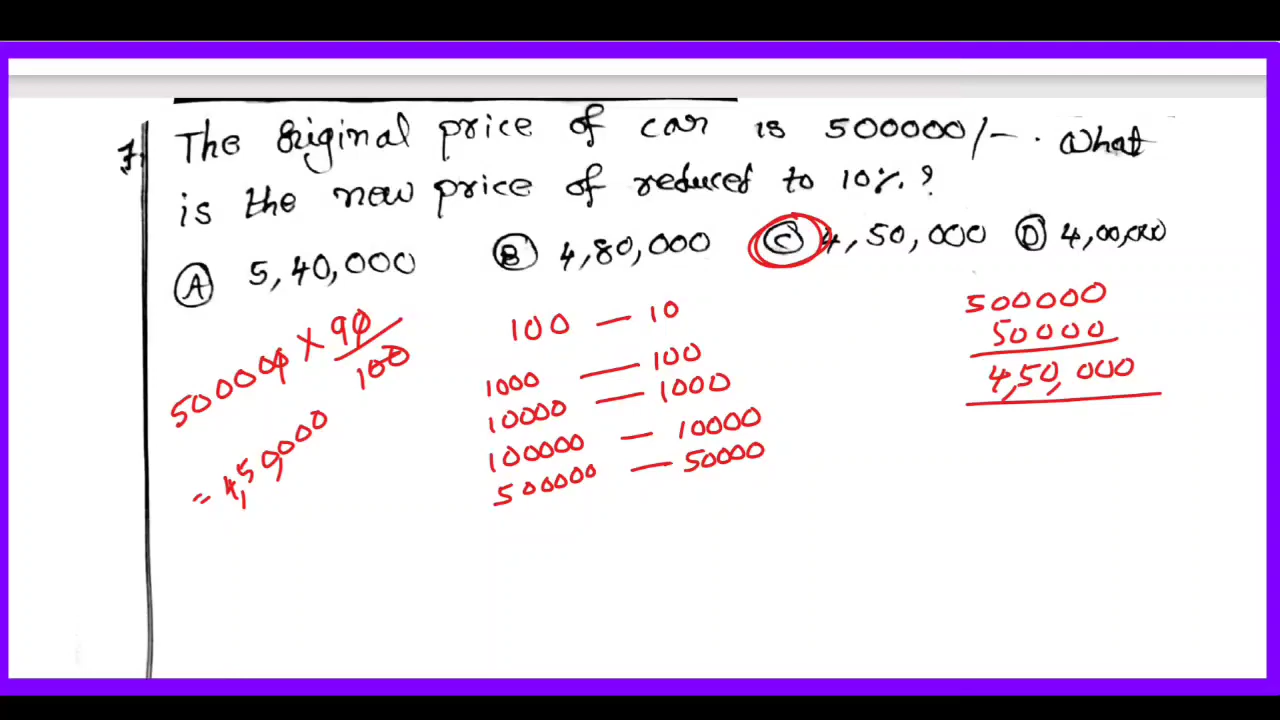 7. The Original price of car is 500000/- . What
is the new price of reduced to 10%.?
A 5,40,000 B 4,80,000 C 4,50,000 D 4,00,000
500000 × 90/100
= 4,50000
100 — 10
1000 — 100
10000 — 1000
100000 — 10000
500000 — 50000
500000
50000
4,50,000